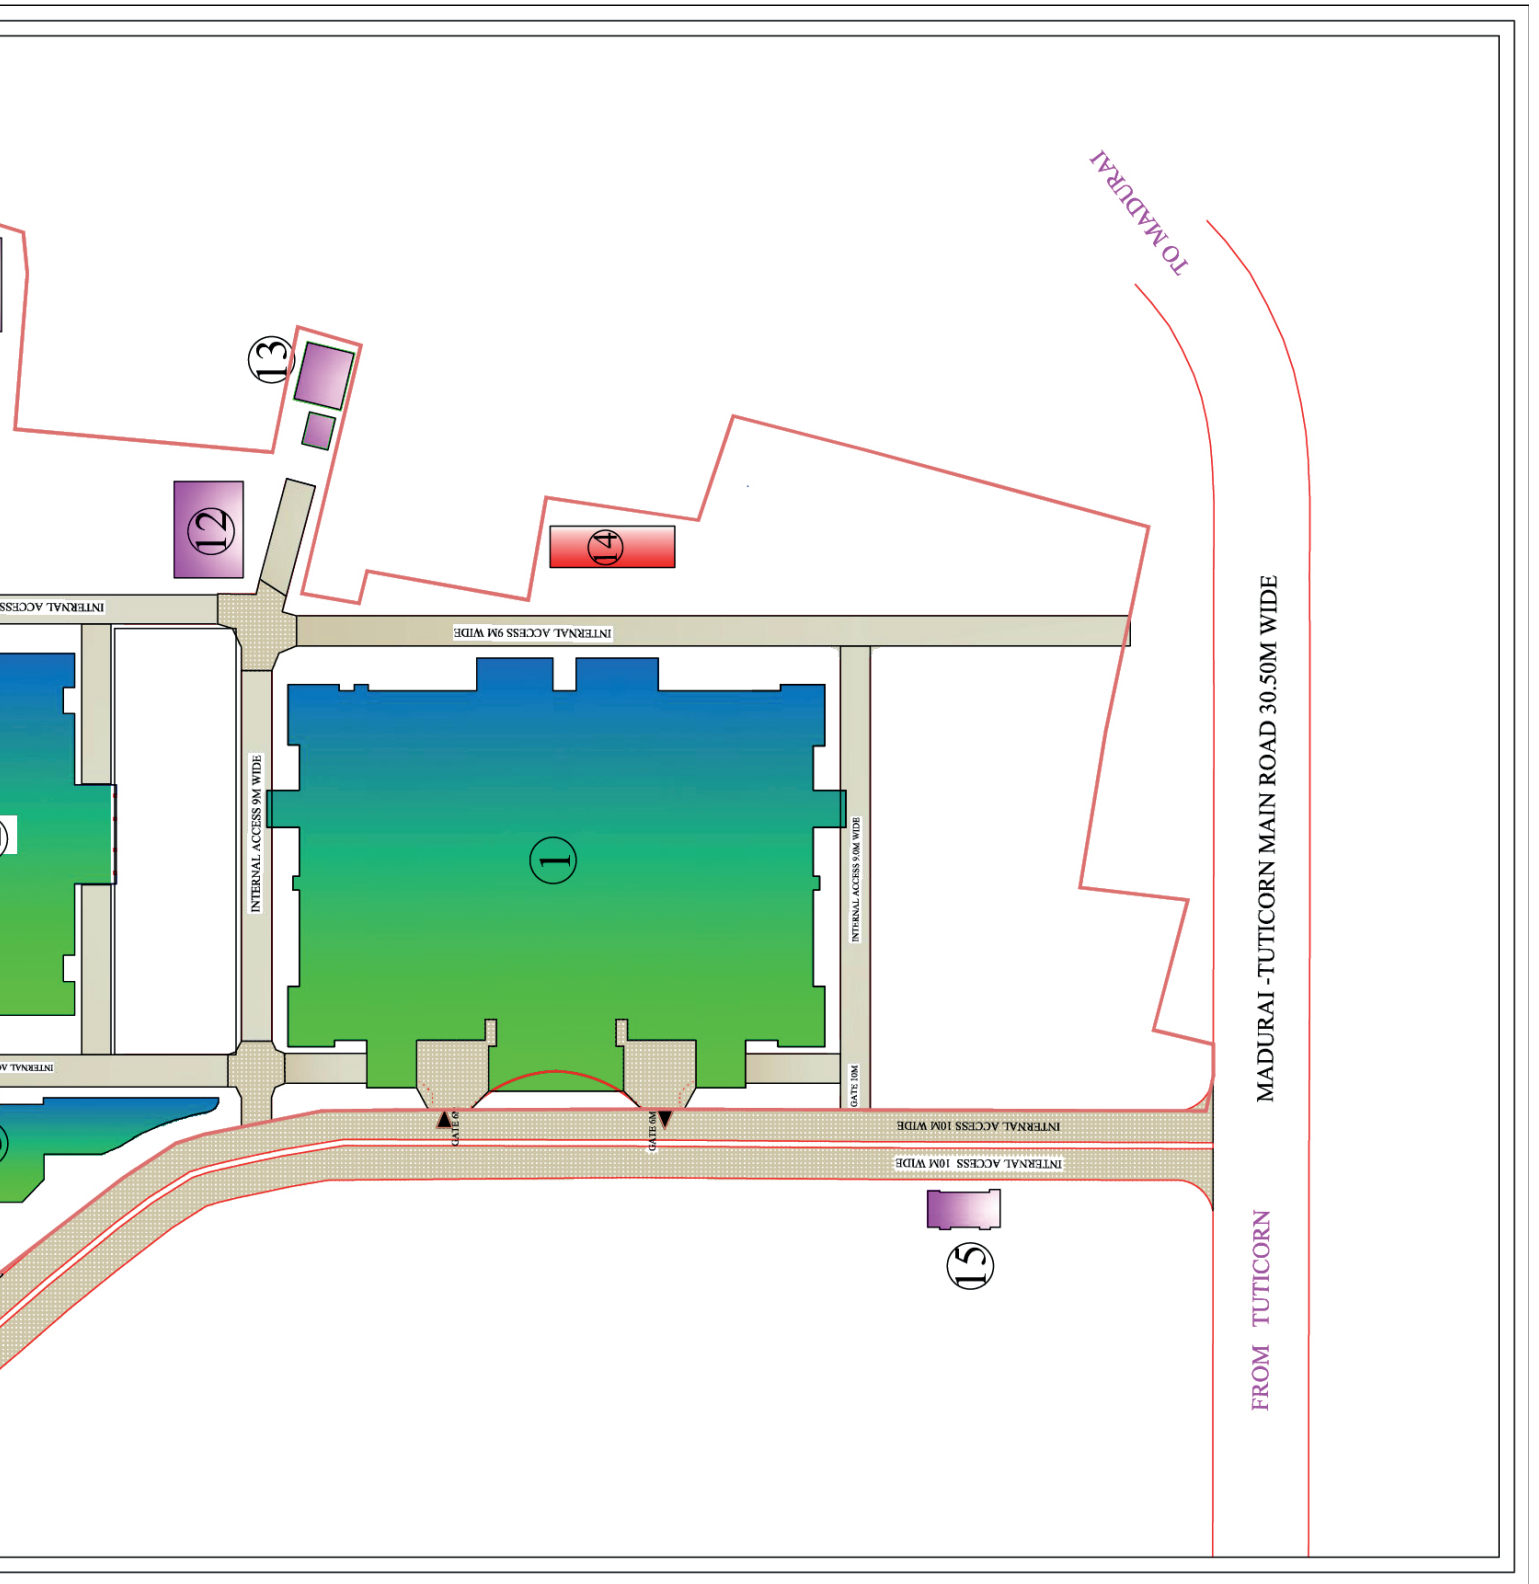 TO MADURAI
13
12
14
INTERNAL ACCESS
INTERNAL ACCESS 9M WIDE
MADURAI -TUTICORN MAIN ROAD 30.50M WIDE
INTERNAL ACCESS 9M WIDE
1
INTERNAL ACCESS 9.0M WIDE
INTERNAL
GATE 10M
GATE 6M
GATE 6M
INTERNAL ACCESS 10M WIDE
INTERNAL ACCESS 10M WIDE
15
FROM TUTICORN